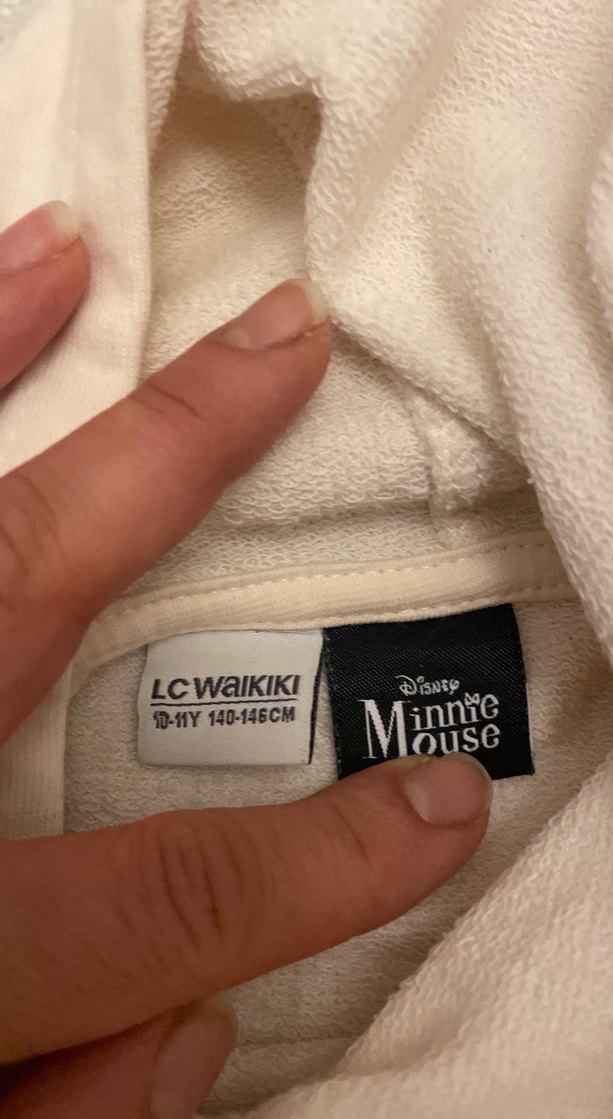 LC WAIKIKI
10-11Y 140-146CM
Disney
Minnie
Mouse